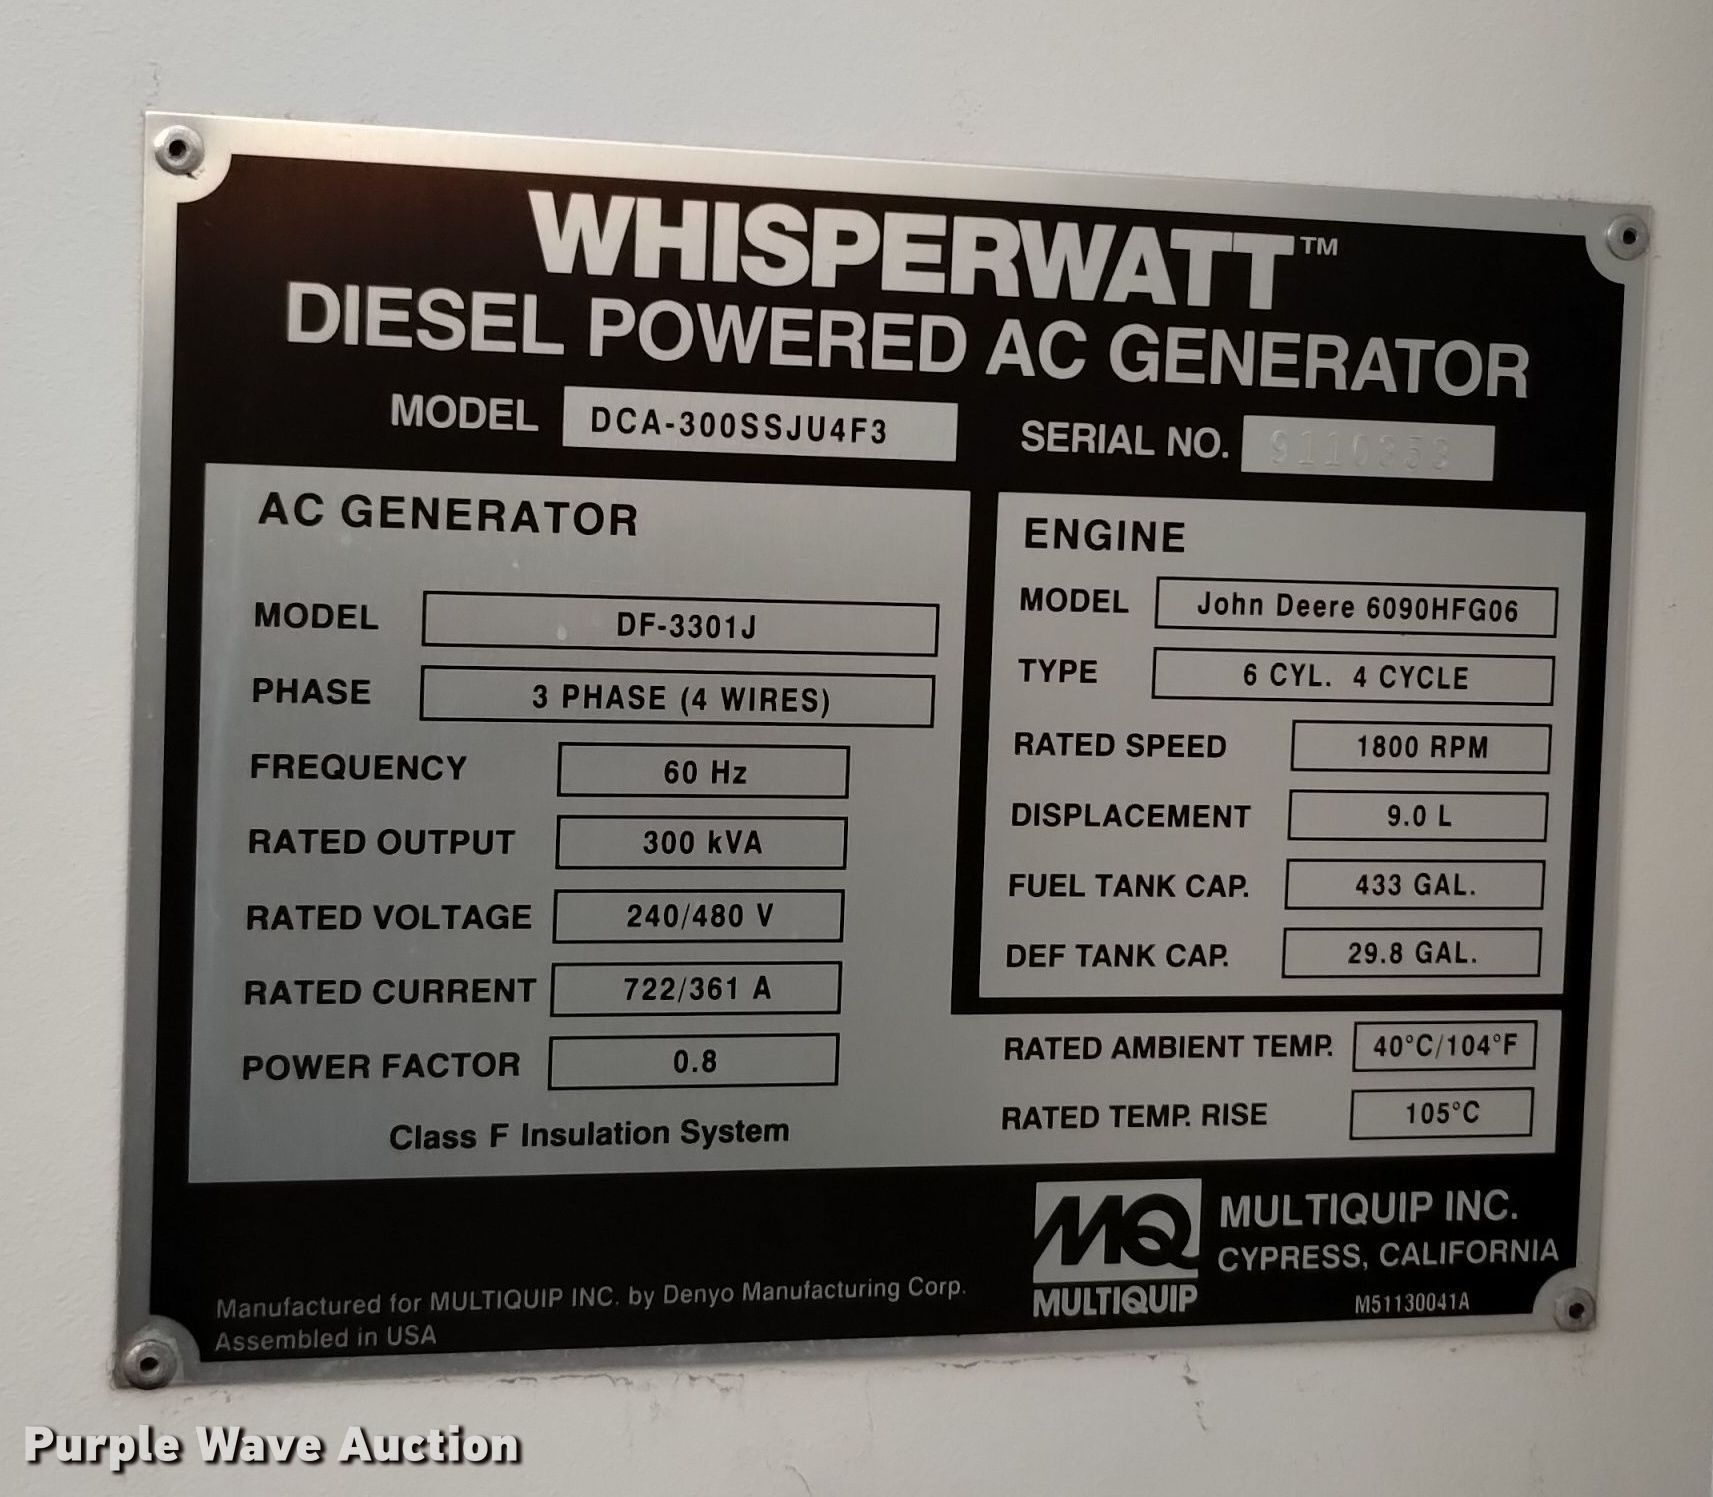 WHISPERWATT™
DIESEL POWERED AC GENERATOR
MODEL DCA-300SSJU4F3
SERIAL NO. 9110353
AC GENERATOR
MODEL DF-3301J
PHASE 3 PHASE (4 WIRES)
FREQUENCY 60 Hz
RATED OUTPUT 300 kVA
RATED VOLTAGE 240/480 V
RATED CURRENT 722/361 A
POWER FACTOR 0.8
Class F Insulation System
ENGINE
MODEL John Deere 6090HFG06
TYPE 6 CYL. 4 CYCLE
RATED SPEED 1800 RPM
DISPLACEMENT 9.0 L
FUEL TANK CAP. 433 GAL.
DEF TANK CAP. 29.8 GAL.
RATED AMBIENT TEMP. 40°C/104°F
RATED TEMP. RISE 105°C
MQ
MULTIQUIP
MULTIQUIP INC.
CYPRESS, CALIFORNIA
M51130041A
Manufactured for MULTIQUIP INC. by Denyo Manufacturing Corp.
Assembled in USA
Purple Wave Auction